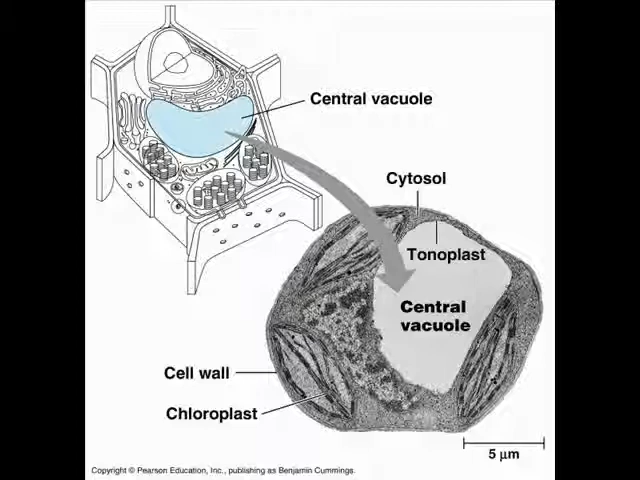 Central vacuole
Cytosol
Tonoplast
Central
vacuole
Cell wall
Chloroplast
5 µm
Copyright © Pearson Education, Inc., publishing as Benjamin Cummings.